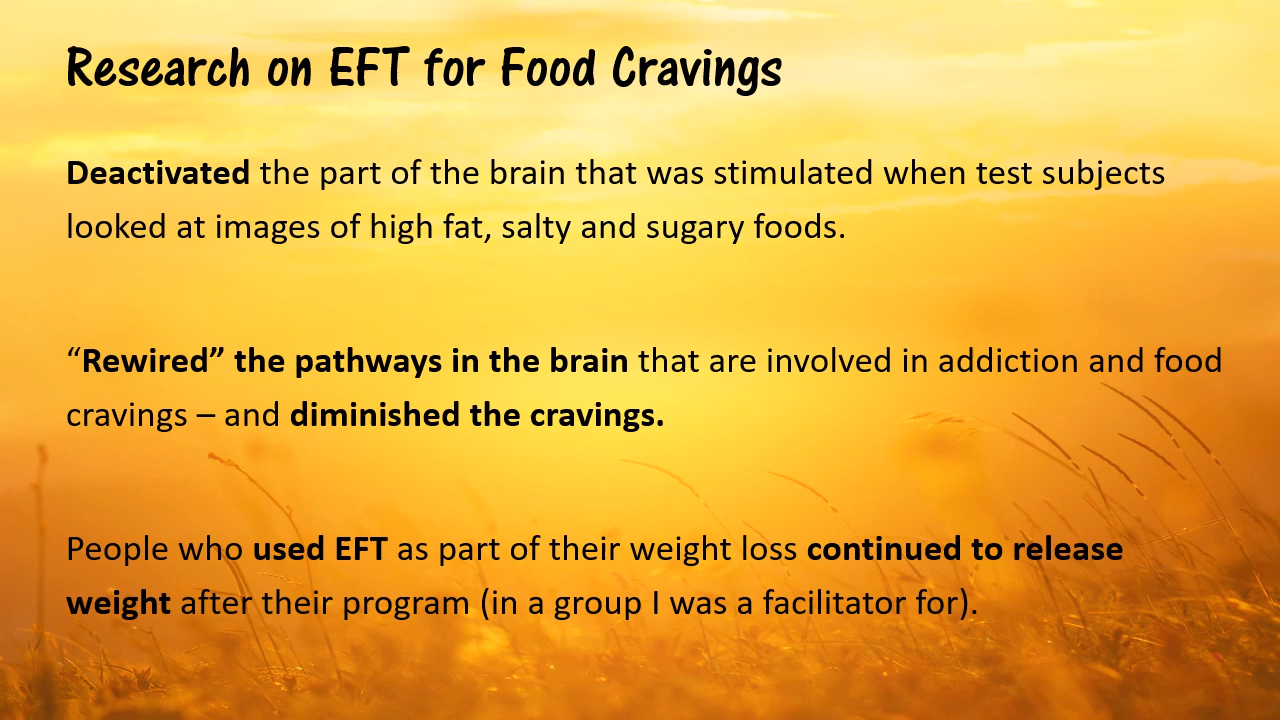 Research on EFT for Food Cravings
Deactivated the part of the brain that was stimulated when test subjects
looked at images of high fat, salty and sugary foods.
“Rewired” the pathways in the brain that are involved in addiction and food
cravings – and diminished the cravings.
People who used EFT as part of their weight loss continued to release
weight after their program (in a group I was a facilitator for).